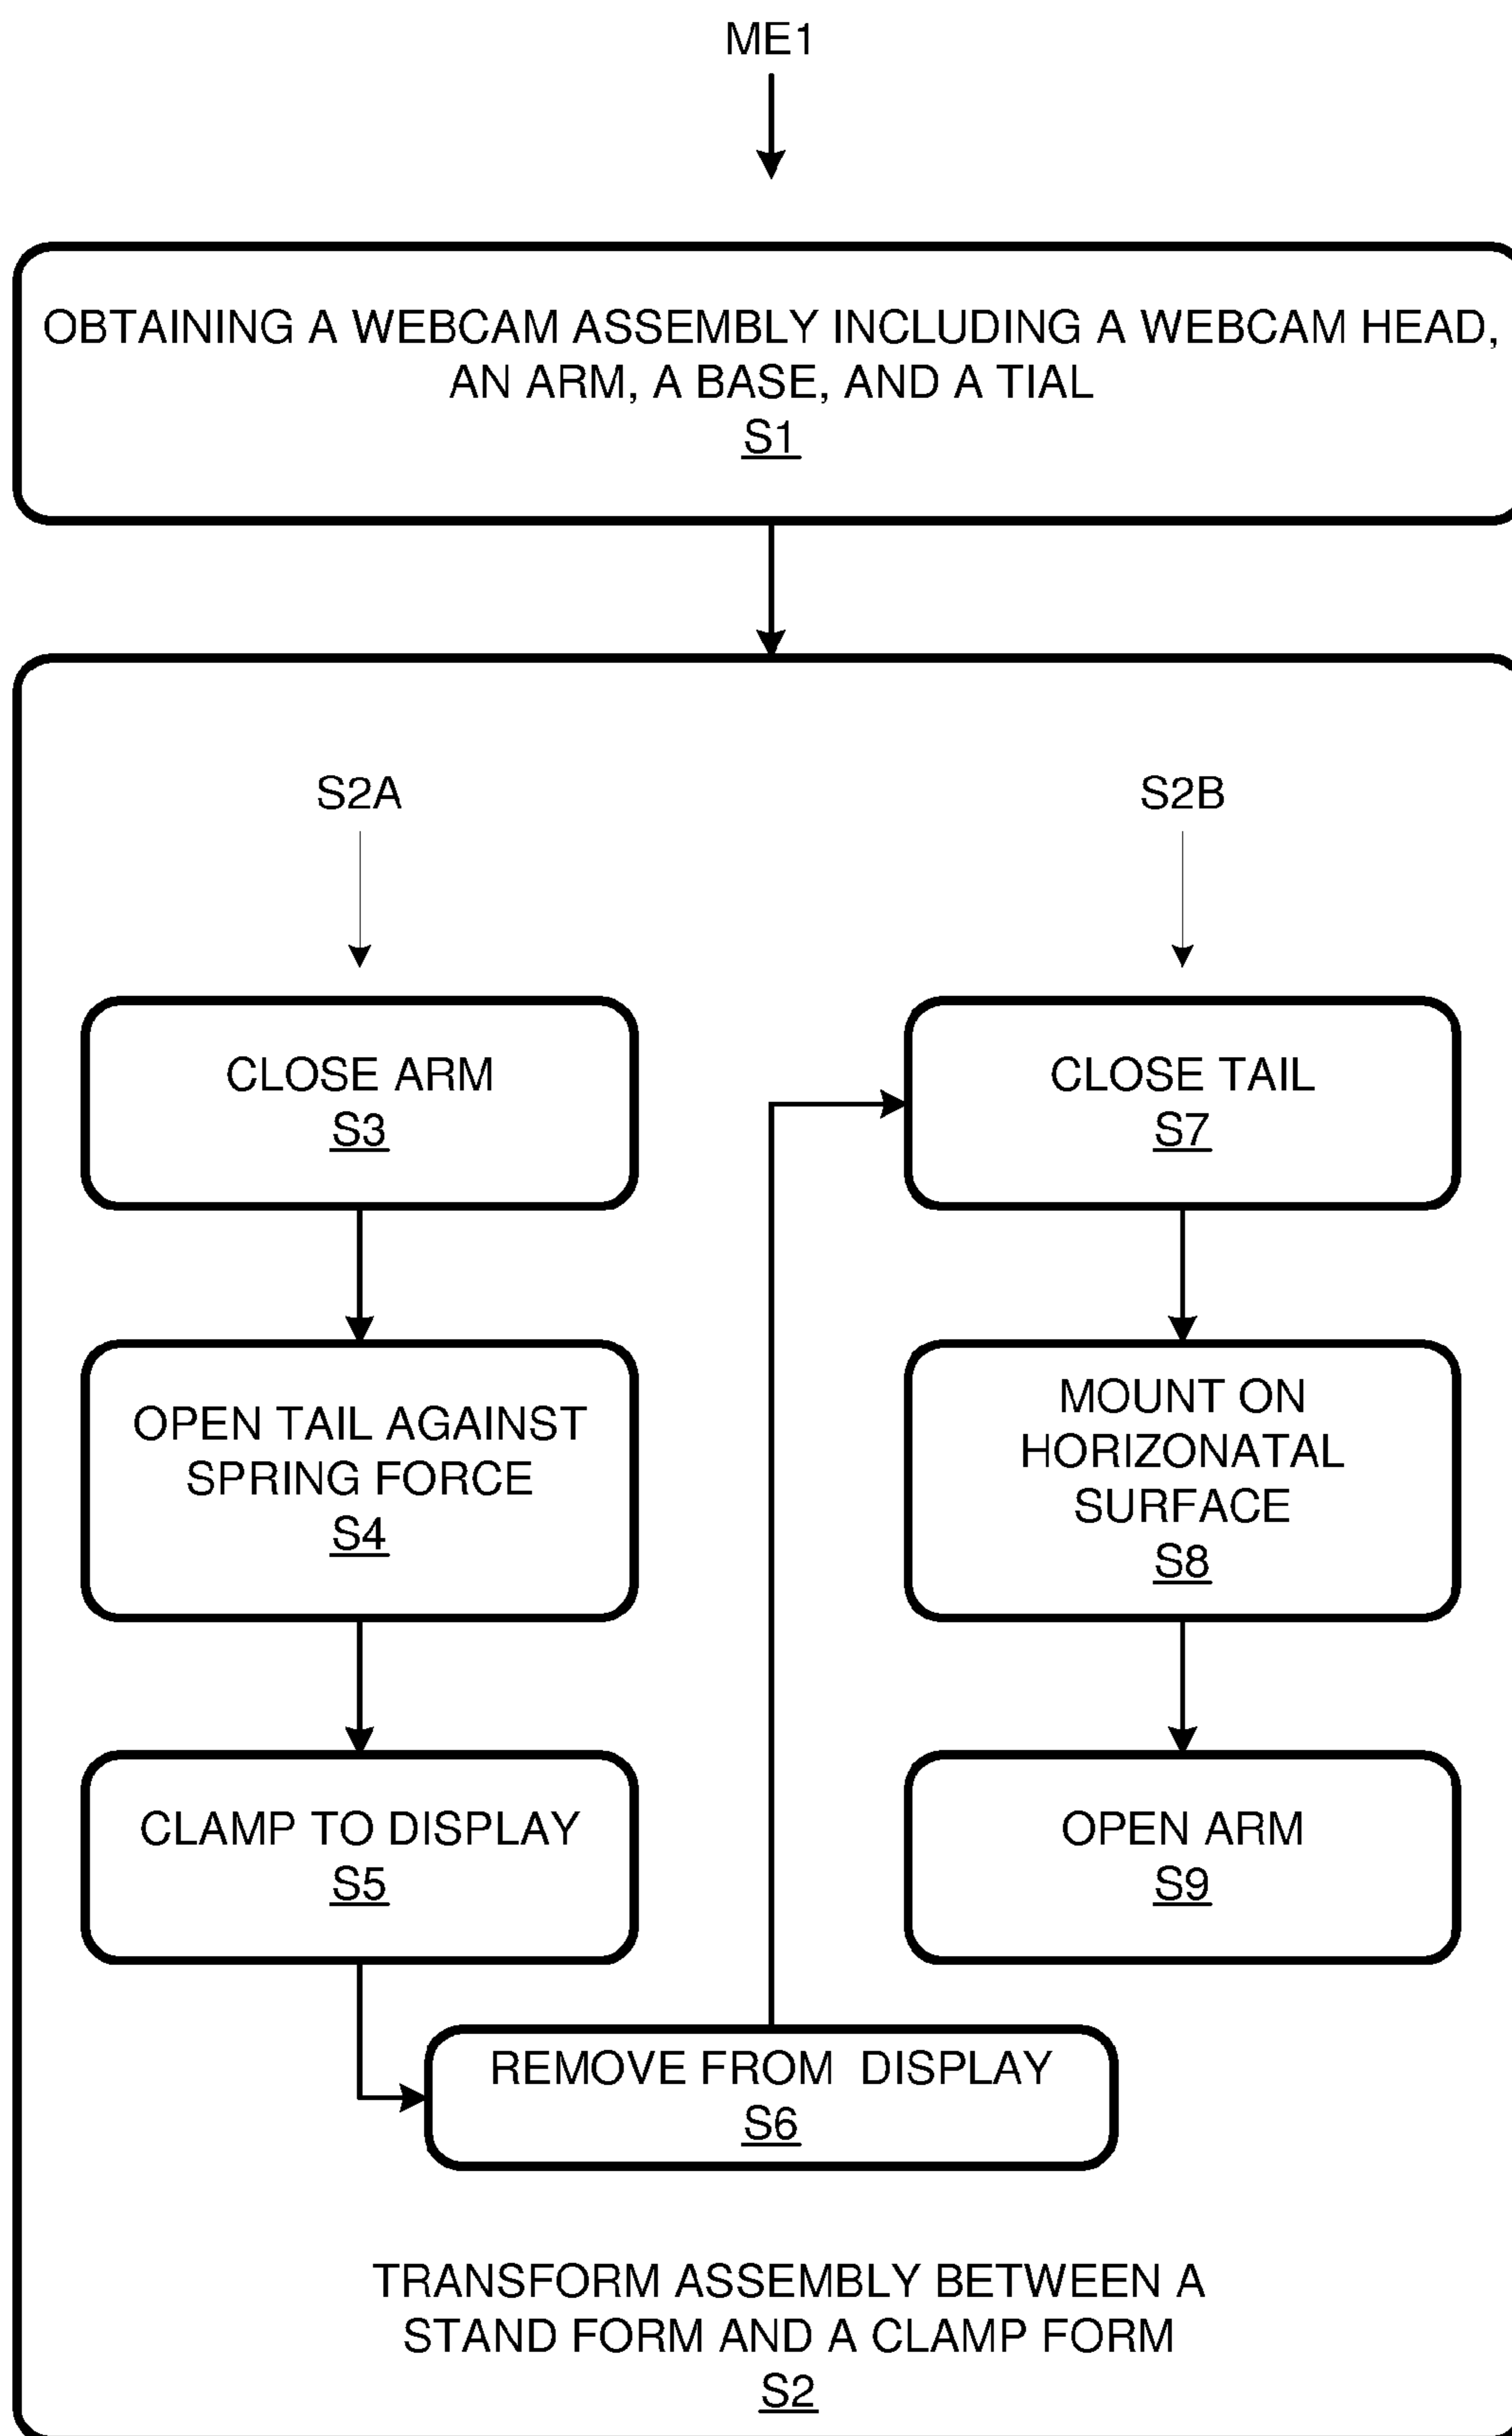 ME1
OBTAINING A WEBCAM ASSEMBLY INCLUDING A WEBCAM HEAD,
AN ARM, A BASE, AND A TIAL
S1
S2A
CLOSE ARM
S3
OPEN TAIL AGAINST
SPRING FORCE
S4
CLAMP TO DISPLAY
S5
REMOVE FROM DISPLAY
S6
S2B
CLOSE TAIL
S7
MOUNT ON
HORIZONATAL
SURFACE
S8
OPEN ARM
S9
TRANSFORM ASSEMBLY BETWEEN A
STAND FORM AND A CLAMP FORM
S2